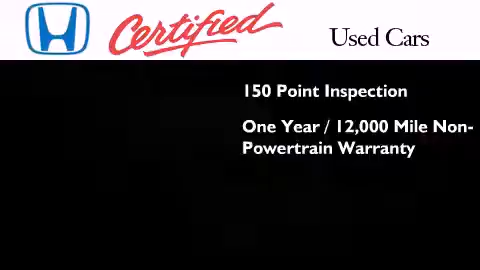 Certified
Used Cars
150 Point Inspection
One Year / 12,000 Mile Non-
Powertrain Warranty